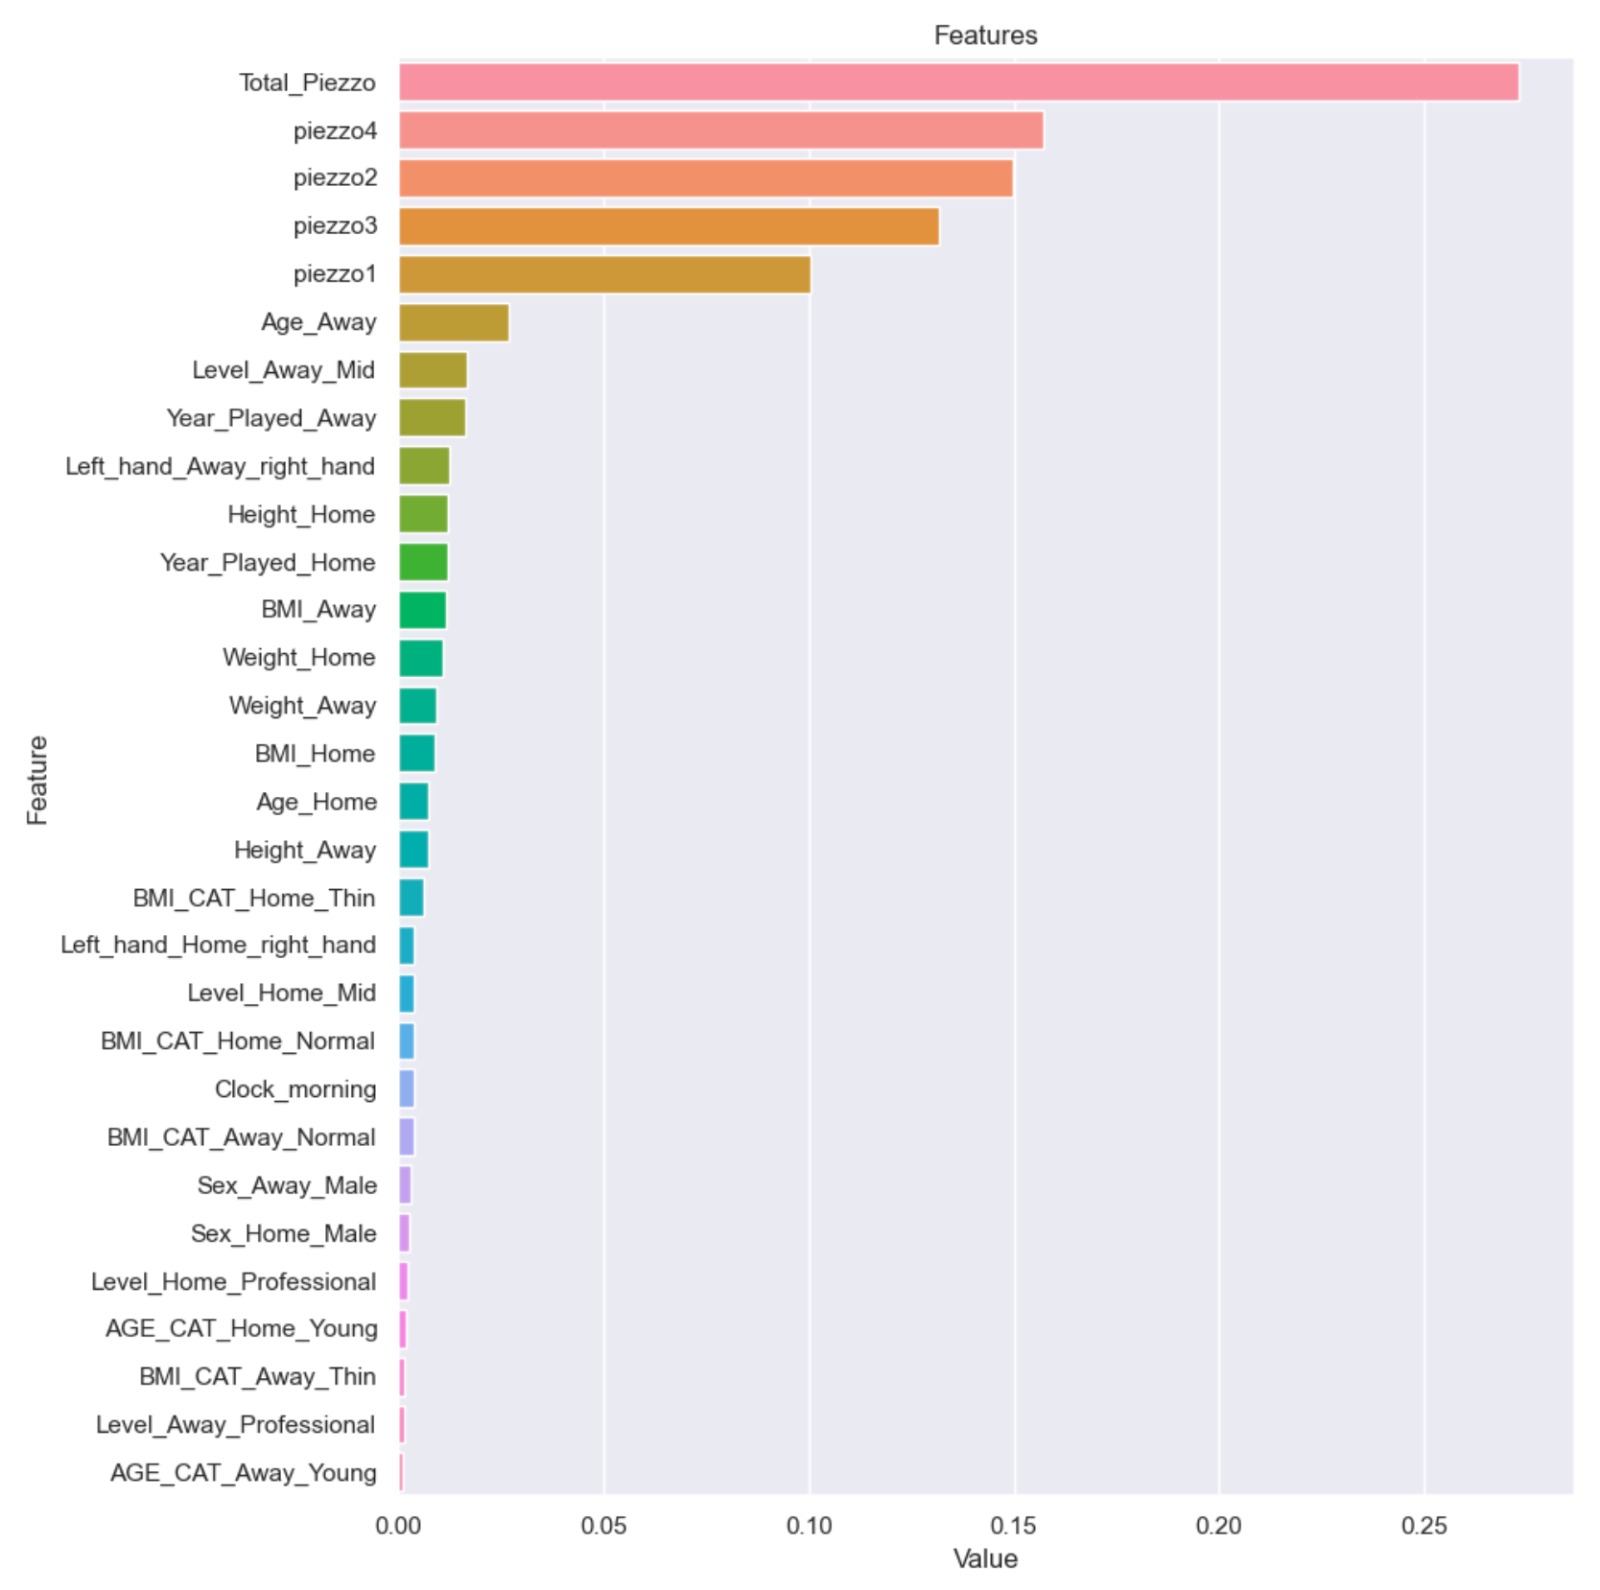 Features
Total_Piezzo
piezzo4
piezzo2
piezzo3
piezzo1
Age_Away
Level_Away_Mid
Year_Played_Away
Left_hand_Away_right_hand
Height_Home
Year_Played_Home
BMI_Away
Weight_Home
Weight_Away
BMI_Home
Age_Home
Height_Away
BMI_CAT_Home_Thin
Left_hand_Home_right_hand
Level_Home_Mid
BMI_CAT_Home_Normal
Clock_morning
BMI_CAT_Away_Normal
Sex_Away_Male
Sex_Home_Male
Level_Home_Professional
AGE_CAT_Home_Young
BMI_CAT_Away_Thin
Level_Away_Professional
AGE_CAT_Away_Young
Feature
0.00 0.05 0.10 0.15 0.20 0.25
Value